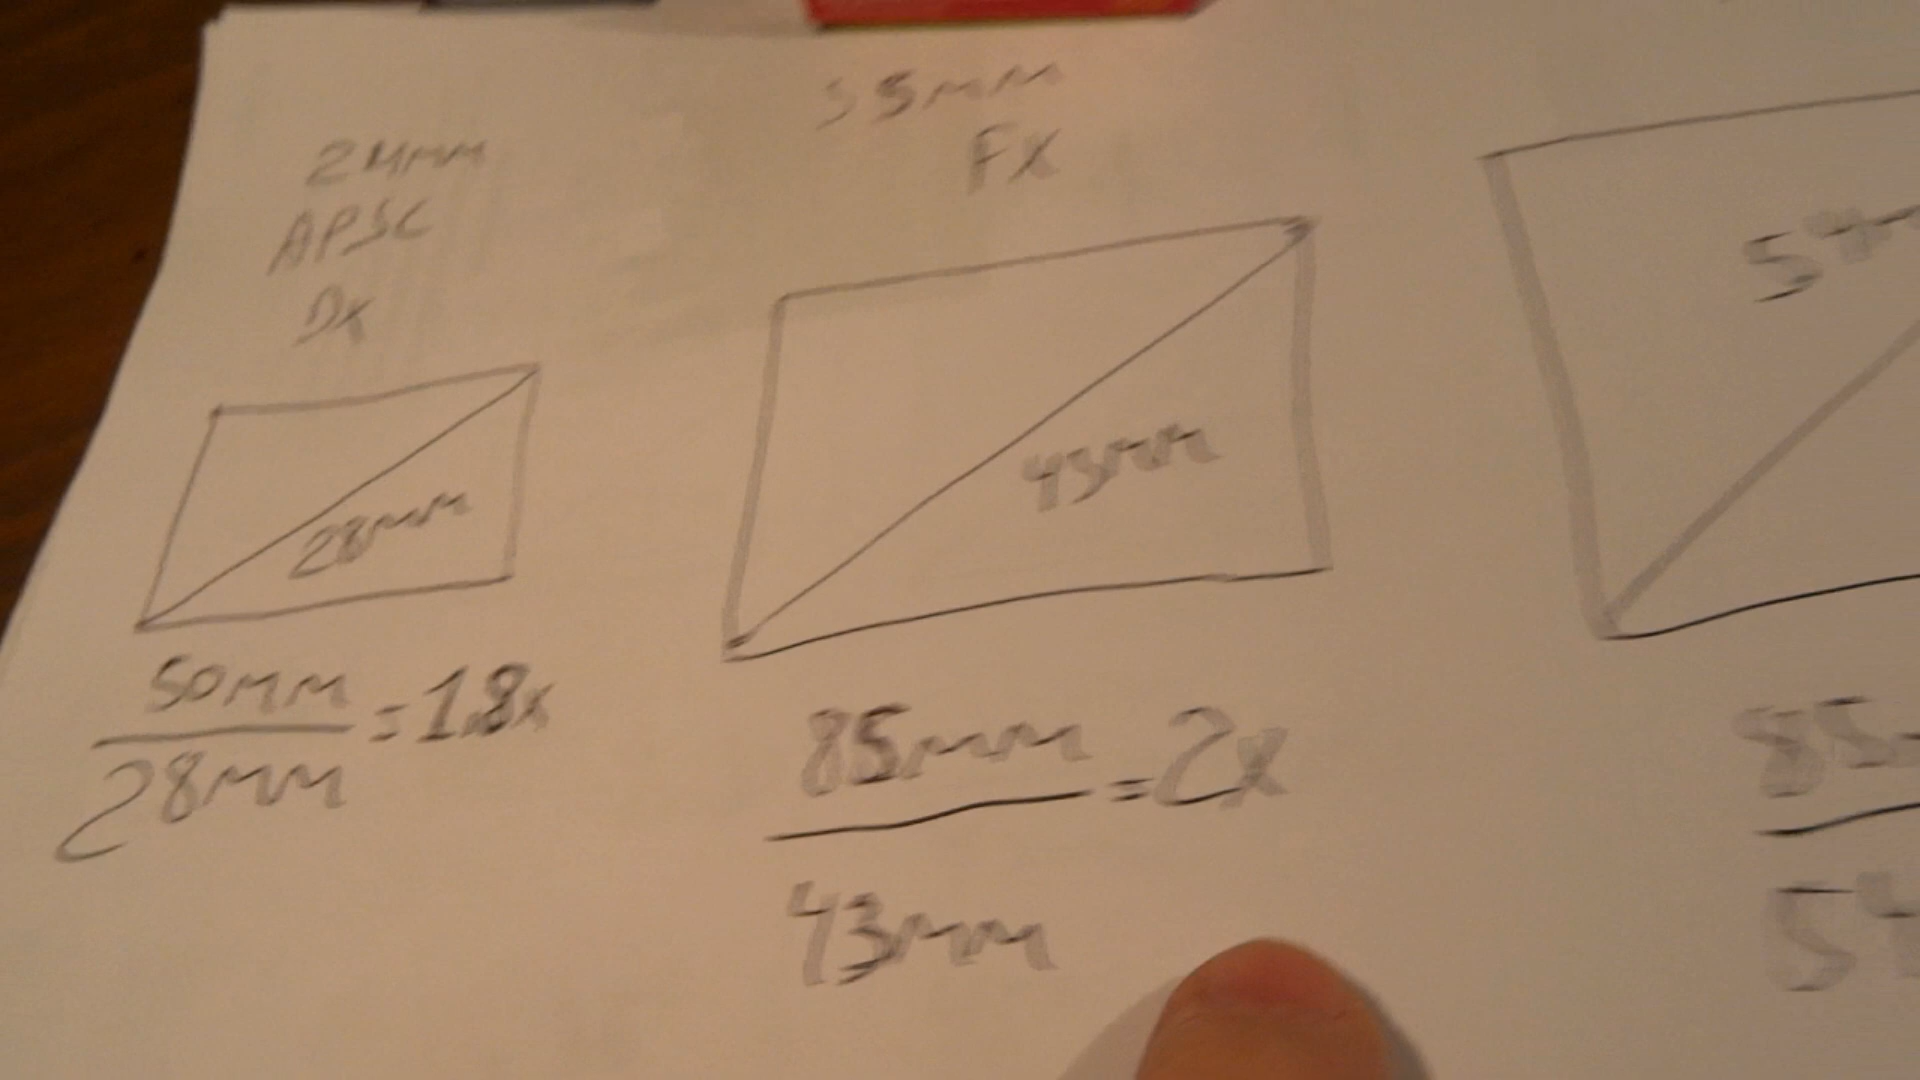 24mm
APSC
DX
28mm
50mm
28mm
=1.8x
35mm
FX
43mm
85mm
43mm
=2x